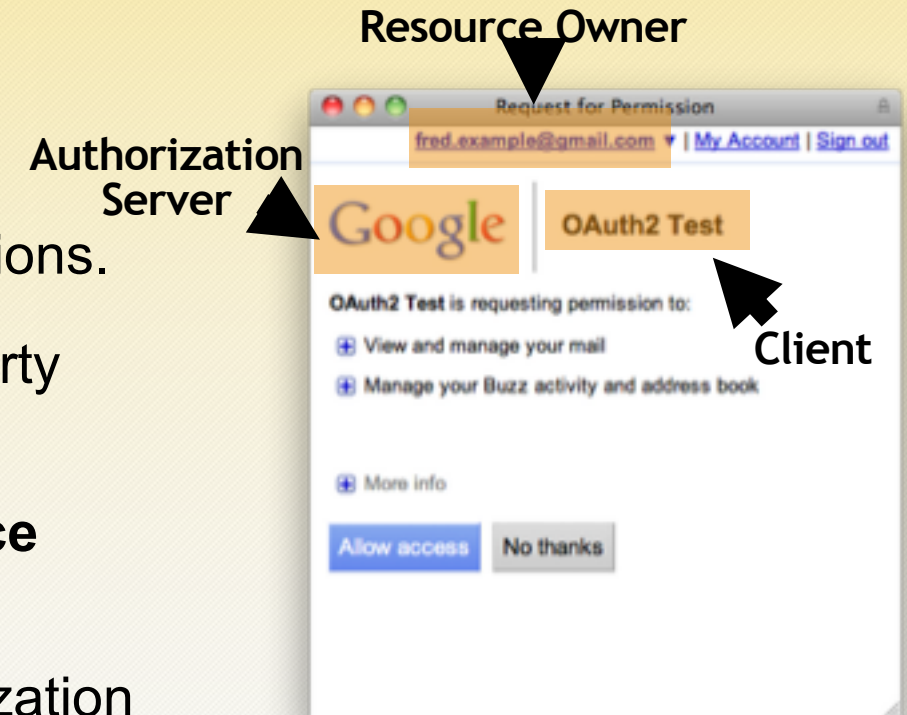 Resource Owner
Request for Permission
fred.example@gmail.com ▼ | My Account | Sign out
Authorization
Server
Google
OAuth2 Test
ions.
OAuth2 Test is requesting permission to:
View and manage your mail
Client
rty
Manage your Buzz activity and address book
More info
ce
Allow access
No thanks
zation